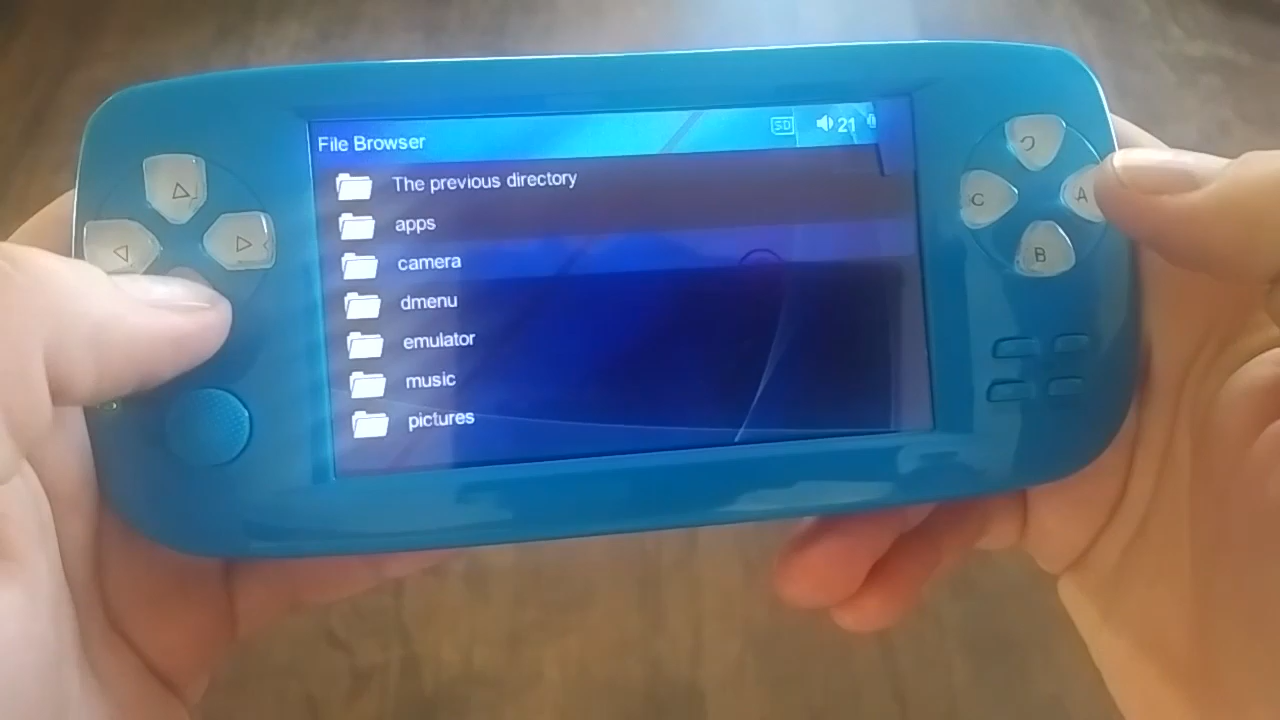 File Browser
SD 21
The previous directory
apps
camera
dmenu
emulator
music
pictures
C
A
B